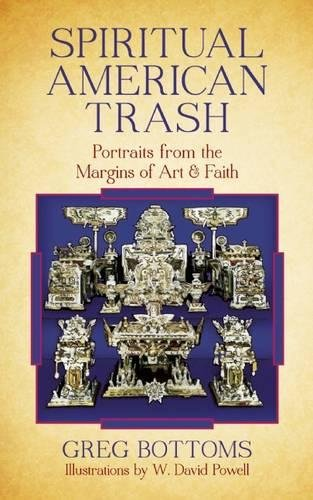 SPIRITUAL
AMERICAN
TRASH
Portraits from the
Margins of Art & Faith
GREG BOTTOMS
Illustrations by W. David Powell